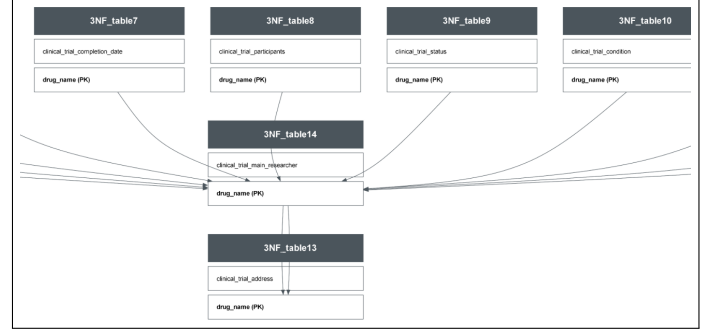 3NF_table7
clinical_trial_completion_date
drug_name (PK)
3NF_table8
clinical_trial_participants
drug_name (PK)
3NF_table9
clinical_trial_status
drug_name (PK)
3NF_table10
clinical_trial_condition
drug_name (PK)
3NF_table14
clinical_trial_main_researcher
drug_name (PK)
3NF_table13
clinical_trial_address
drug_name (PK)